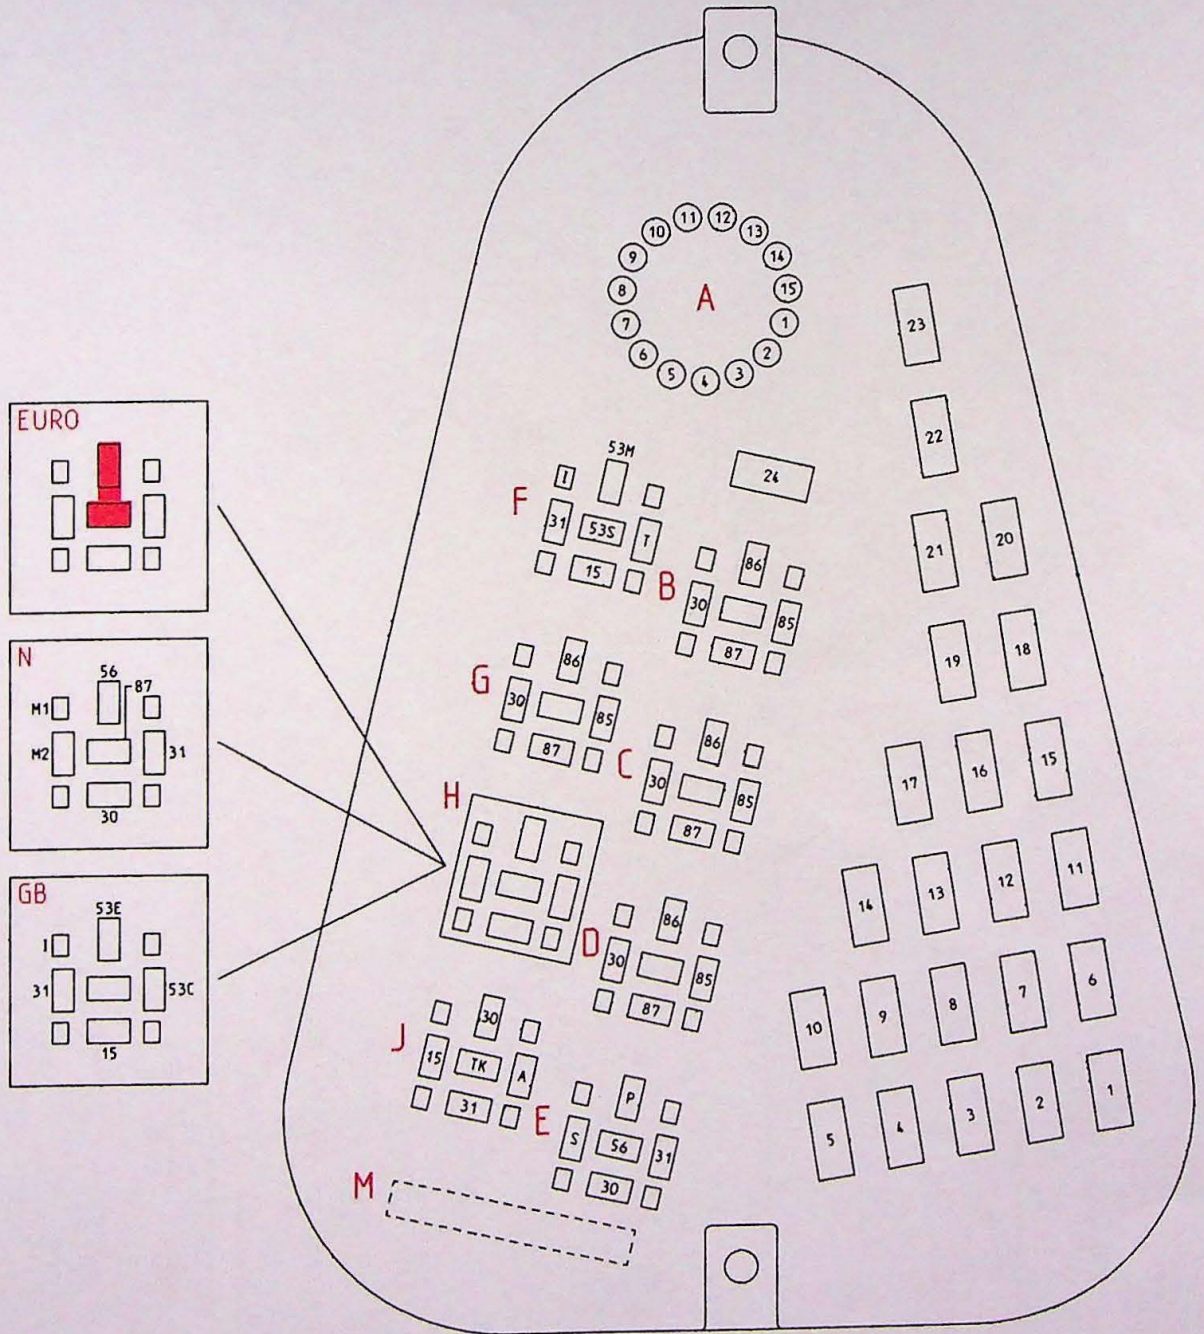 11 12
10 13
9 14
8 A 15
7 1
6 2
5 4 3
23
22
24
53M
F I
31 53S T
15
21 20
B 86
30 85
87
19 18
G 86
30 85
87
C 86
30 85
87
17 16 15
H
14 13 12 11
D 86
30 85
87
10 9 8 7 6
J 30
15 TK A
31
E P
S 56 31
30
5 4 3 2 1
M
EURO
N
56 87
M1
M2 31
30
GB
53E
I
31 53C
15